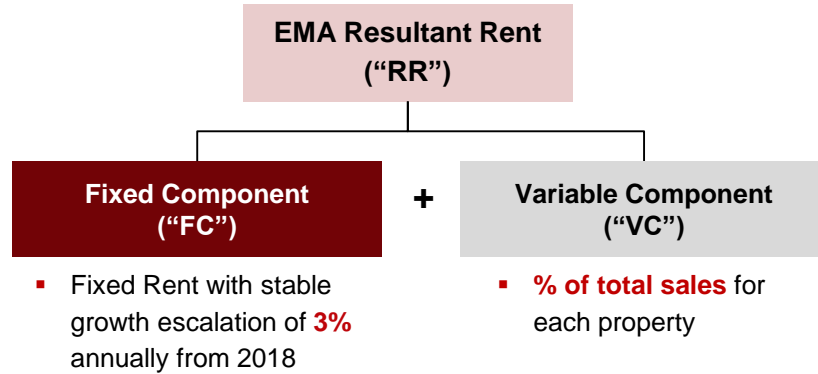 EMA Resultant Rent
(“RR”)
Fixed Component
(“FC”)
+
Variable Component
(“VC”)
▪ Fixed Rent with stable
growth escalation of 3%
annually from 2018
▪ % of total sales for
each property